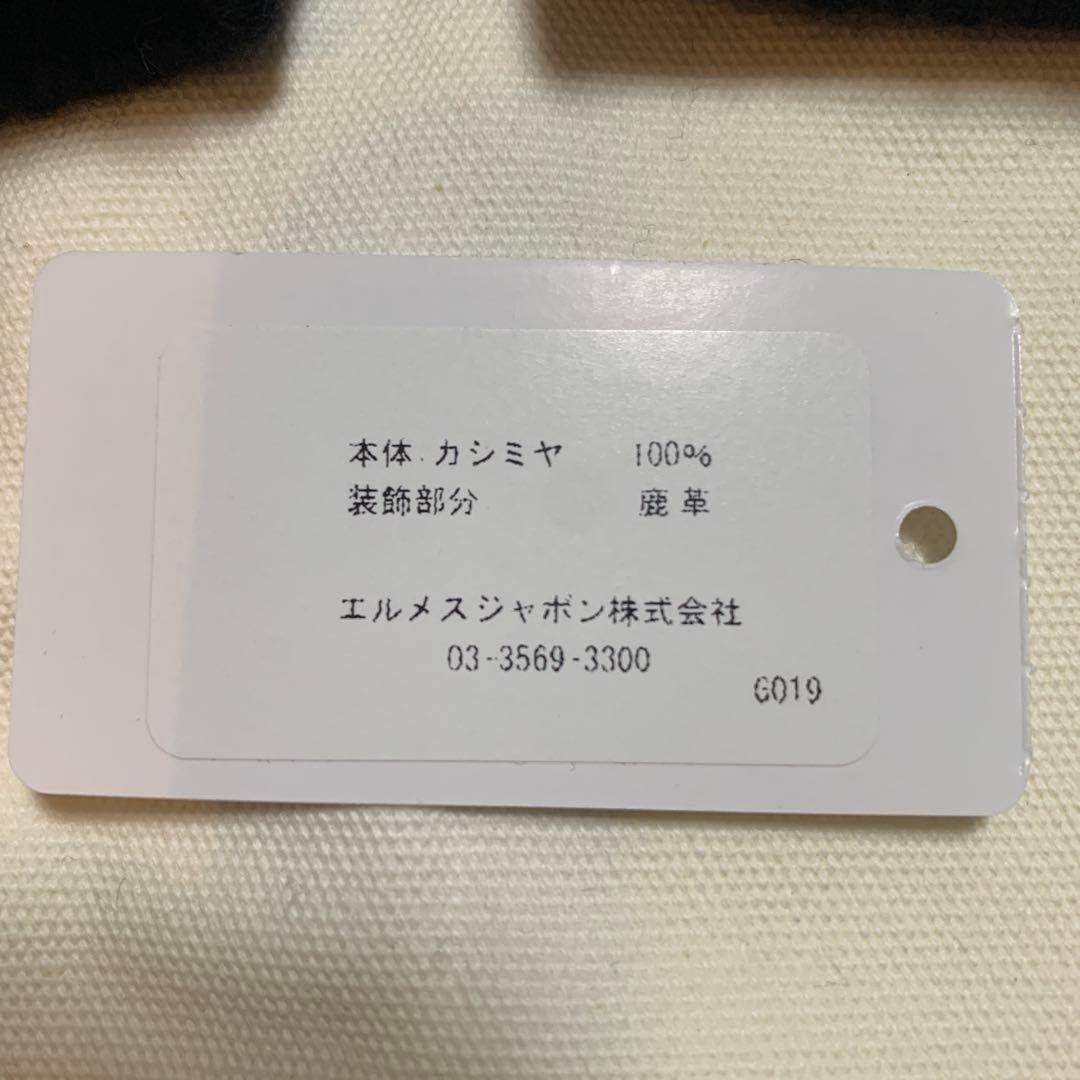 本体 カシミヤ 100%
装飾部分 鹿革
エルメスジャポン株式会社
03-3569-3300
G019